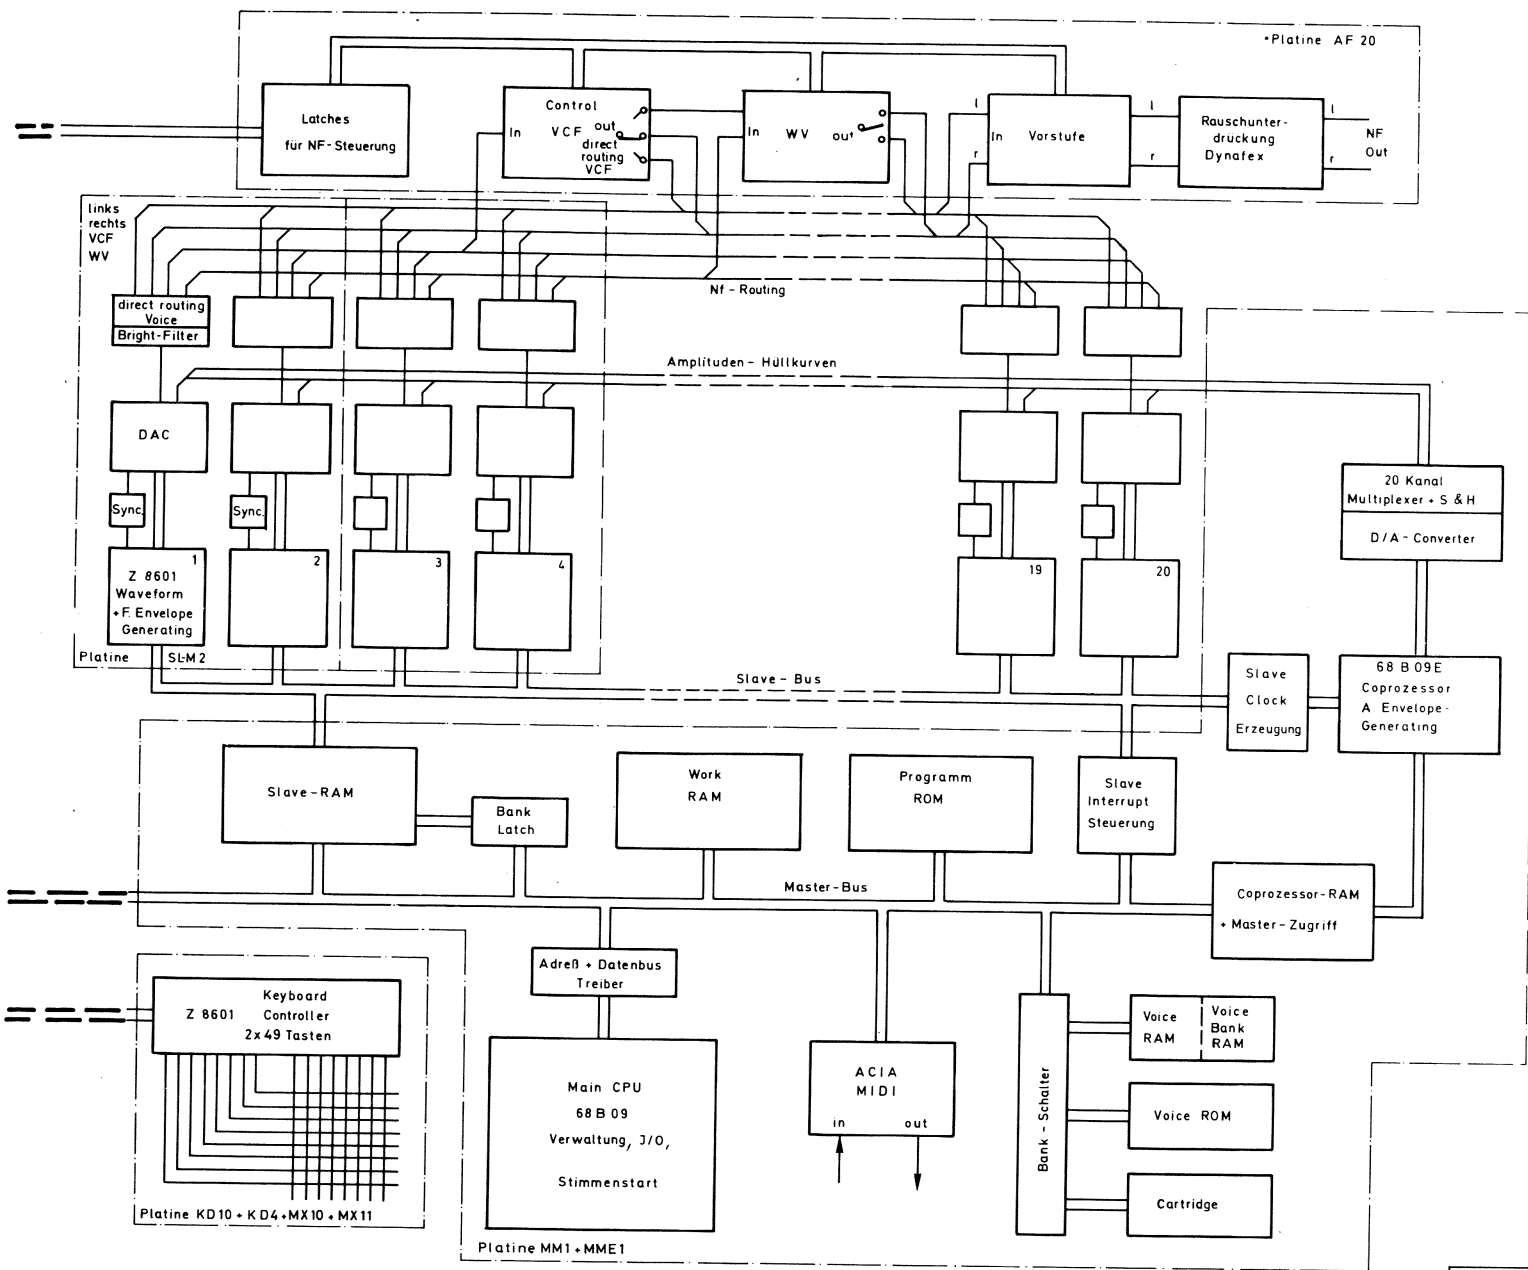 •Platine AF 20
Latches
für NF-Steuerung
Control
In
VCF
out
direct
routing
VCF
In
WV
out
l
In
Vorstufe
r
l
r
Rauschunter-
drückung
Dynafex
l
NF
Out
r
links
rechts
VCF
WV
Nf-Routing
direct routing
Voice
Bright-Filter
Amplituden-Hüllkurven
DAC
20 Kanal
Multiplexer + S & H
D/A-Converter
Sync.
Sync.
1
Z 8601
Waveform
+F. Envelope
Generating
2
3
4
19
20
Platine SL-M2
Slave-Bus
Slave
Clock
Erzeugung
68 B 09E
Coprozessor
A Envelope-
Generating
Slave-RAM
Bank
Latch
Work
RAM
Programm
ROM
Slave
Interrupt
Steuerung
Master-Bus
Coprozessor-RAM
+ Master-Zugriff
Adreß + Datenbus
Treiber
Keyboard
Z 8601 Controller
2x49 Tasten
Platine KD10 + KD4+MX10 + MX11
Main CPU
68 B 09
Verwaltung, J/O,
Stimmenstart
ACIA
MIDI
in
out
Bank-Schalter
Voice
RAM
Voice
Bank
RAM
Voice ROM
Cartridge
Platine MM1+MME1